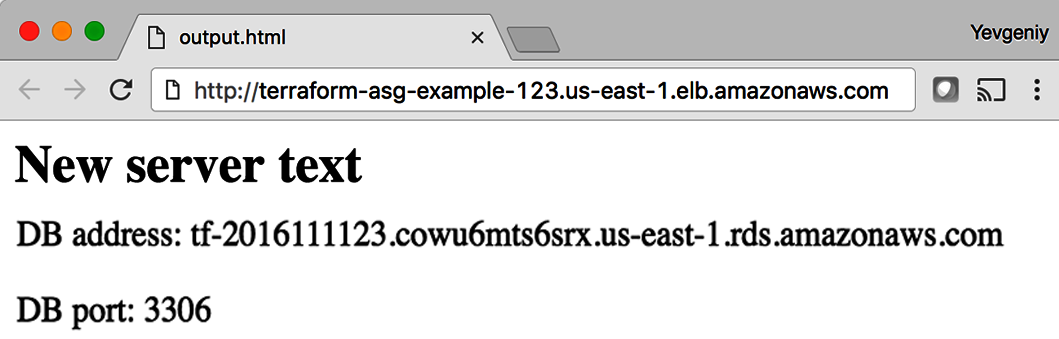 output.html
Yevgeniy
http://terraform-asg-example-123.us-east-1.elb.amazonaws.com
New server text
DB address: tf-2016111123.cowu6mts6srx.us-east-1.rds.amazonaws.com
DB port: 3306